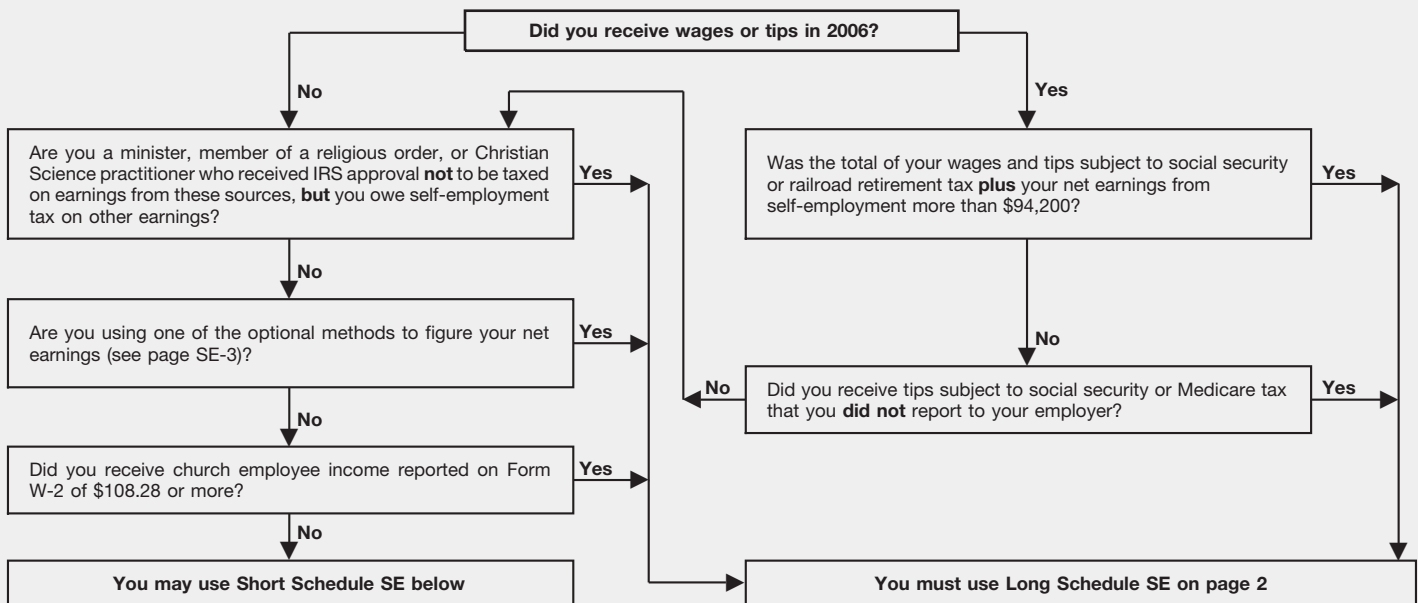 Did you receive wages or tips in 2006?
No
Yes
Are you a minister, member of a religious order, or Christian
Science practitioner who received IRS approval not to be taxed
on earnings from these sources, but you owe self-employment
tax on other earnings?
Yes
Was the total of your wages and tips subject to social security
or railroad retirement tax plus your net earnings from
self-employment more than $94,200?
Yes
No
Are you using one of the optional methods to figure your net
earnings (see page SE-3)?
Yes
No
No
Did you receive tips subject to social security or Medicare tax
that you did not report to your employer?
Yes
No
Did you receive church employee income reported on Form
W-2 of $108.28 or more?
Yes
No
You may use Short Schedule SE below
You must use Long Schedule SE on page 2